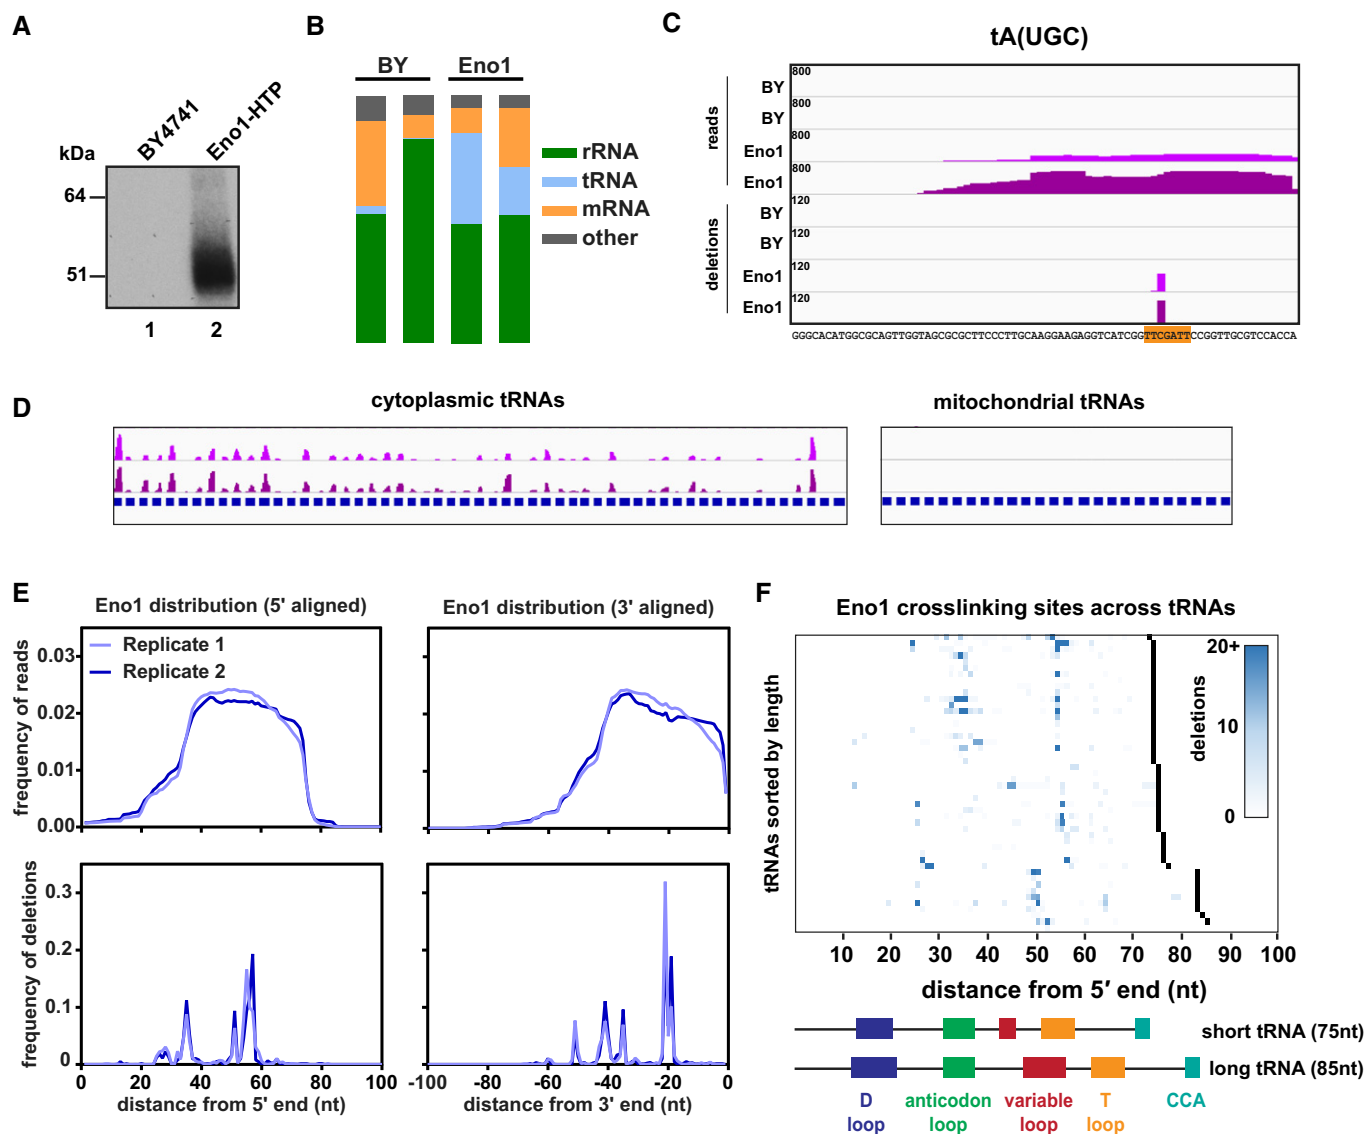 A
BY4741
Eno1-HTP
kDa
64
51
1
2
B
BY
Eno1
rRNA
tRNA
mRNA
other
C
tA(UGC)
reads
deletions
800
BY
800
BY
800
Eno1
800
Eno1
120
BY
120
BY
120
Eno1
120
Eno1
GGGCACATGGCGCAGTTGGTAGCGCGCTTCCCTTGCAAGGAAGAGGTCATCGGTTCGATTCCGGTTGCGTCCACCA
D
cytoplasmic tRNAs
mitochondrial tRNAs
E
Eno1 distribution (5' aligned)
Eno1 distribution (3' aligned)
Replicate 1
Replicate 2
frequency of reads
0.03
0.02
0.01
0.00
frequency of deletions
0.3
0.2
0.1
0
0 20 40 60 80 100
distance from 5' end (nt)
-100 -80 -60 -40 -20 0
distance from 3' end (nt)
F
Eno1 crosslinking sites across tRNAs
tRNAs sorted by length
20+
10
0
deletions
10 20 30 40 50 60 70 80 90 100
distance from 5′ end (nt)
short tRNA (75nt)
long tRNA (85nt)
D loop
anticodon loop
variable loop
T loop
CCA